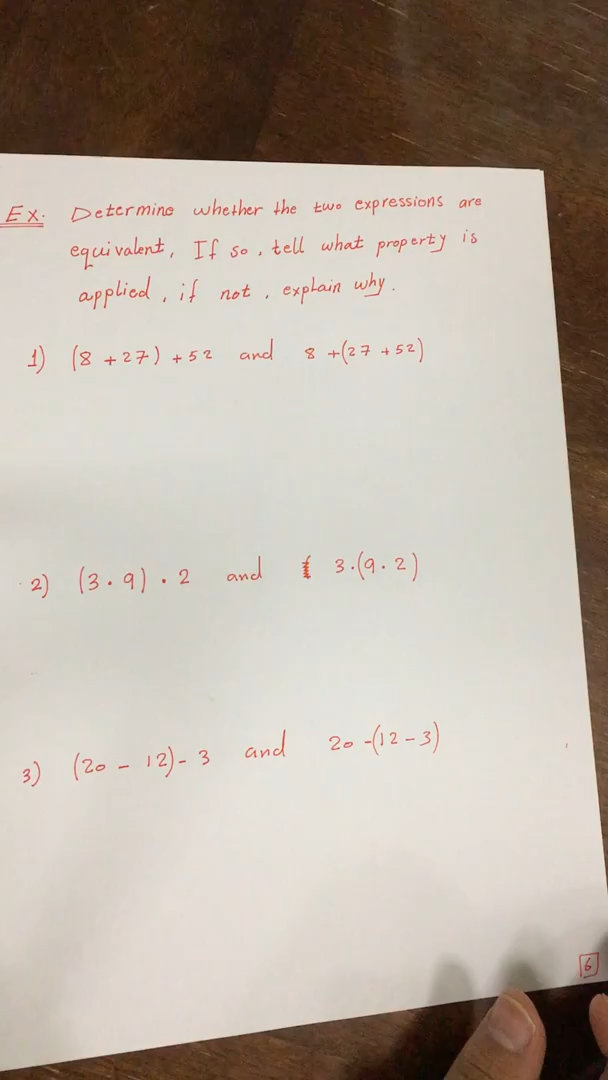 Ex. Determine whether the two expressions are
equivalent, If so, tell what property is
applied, if not, explain why.
1) (8 + 27) + 52 and 8 + (27 + 52)
2) (3 · 9) · 2 and 3 · (9 · 2)
3) (20 - 12) - 3 and 20 - (12 - 3)
6